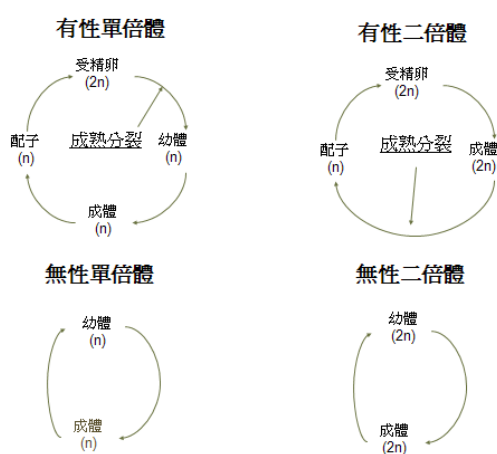 有性單倍體
受精卵
(2n)
配子
(n)
成熟分裂
幼體
(n)
成體
(n)
有性二倍體
受精卵
(2n)
配子
(n)
成熟分裂
成體
(2n)
無性單倍體
幼體
(n)
成體
(n)
無性二倍體
幼體
(2n)
成體
(2n)